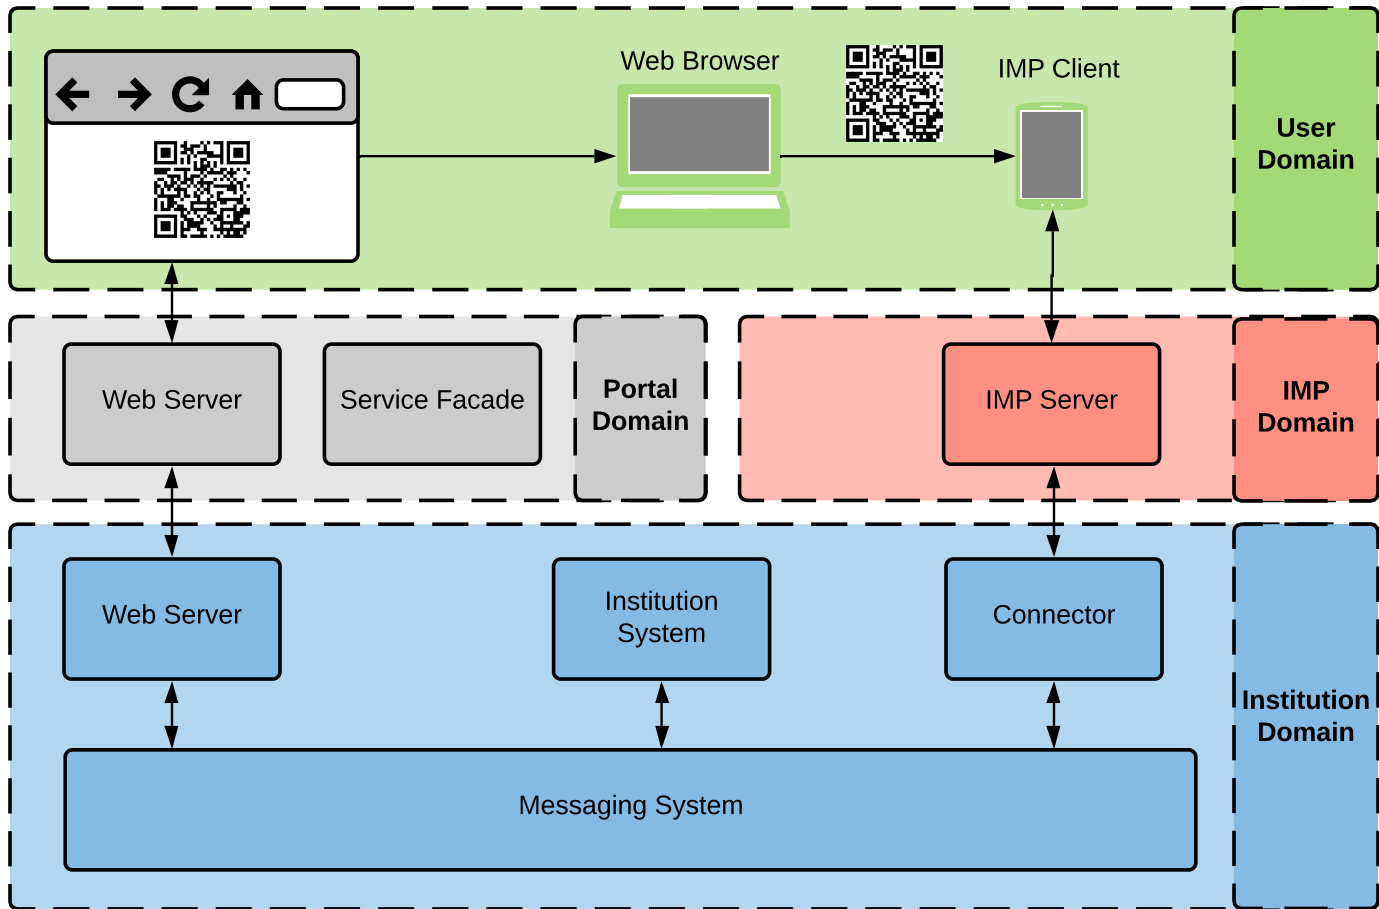 Web Browser
IMP Client
User
Domain
Web Server
Service Facade
Portal
Domain
IMP Server
IMP
Domain
Web Server
Institution
System
Connector
Institution
Domain
Messaging System